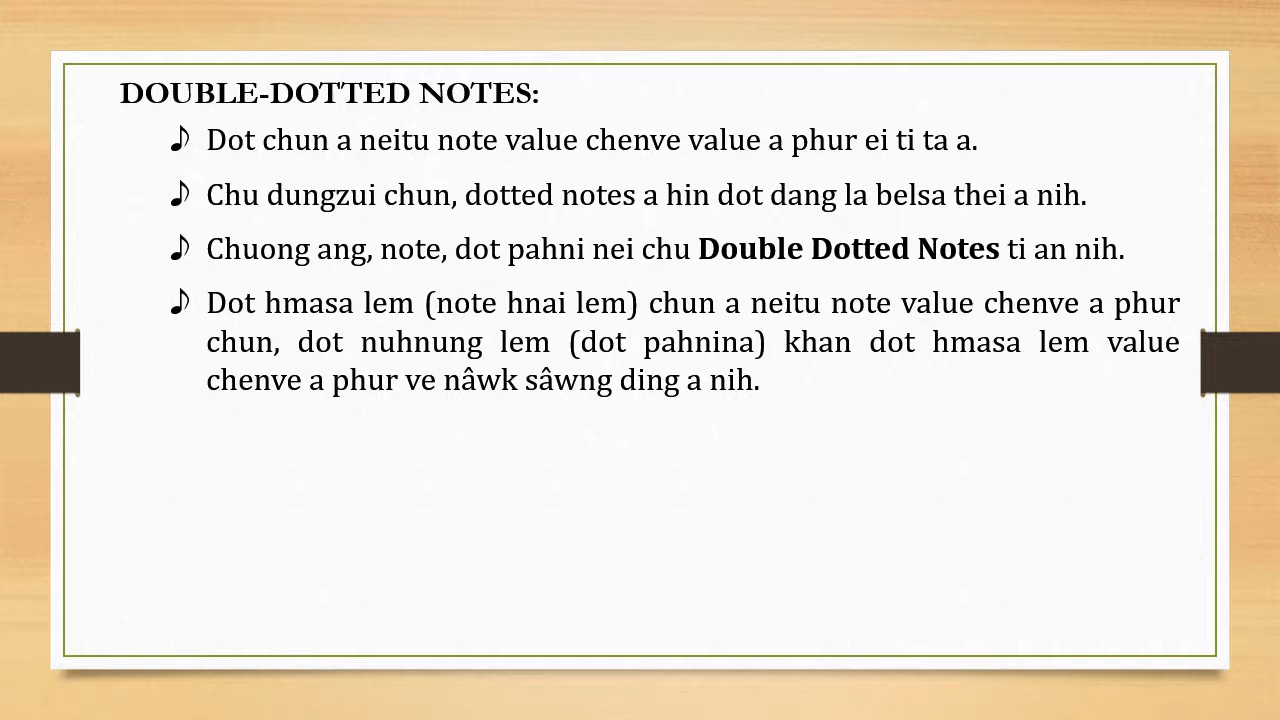 DOUBLE-DOTTED NOTES:
♪ Dot chun a neitu note value chenve value a phur ei ti ta a.
♪ Chu dungzui chun, dotted notes a hin dot dang la belsa thei a nih.
♪ Chuong ang, note, dot pahni nei chu Double Dotted Notes ti an nih.
♪ Dot hmasa lem (note hnai lem) chun a neitu note value chenve a phur
chun, dot nuhnung lem (dot pahnina) khan dot hmasa lem value
chenve a phur ve nâwk sâwng ding a nih.